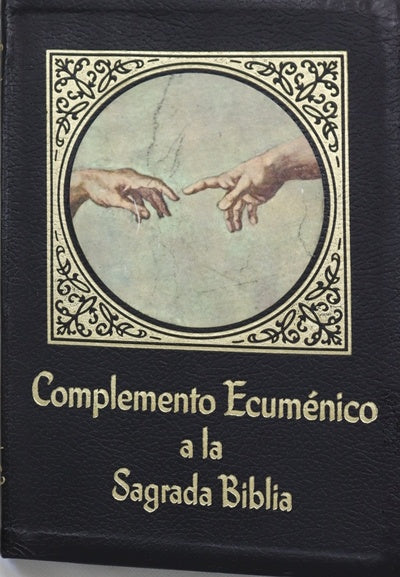 Complemento Ecuménico
a la
Sagrada Biblia